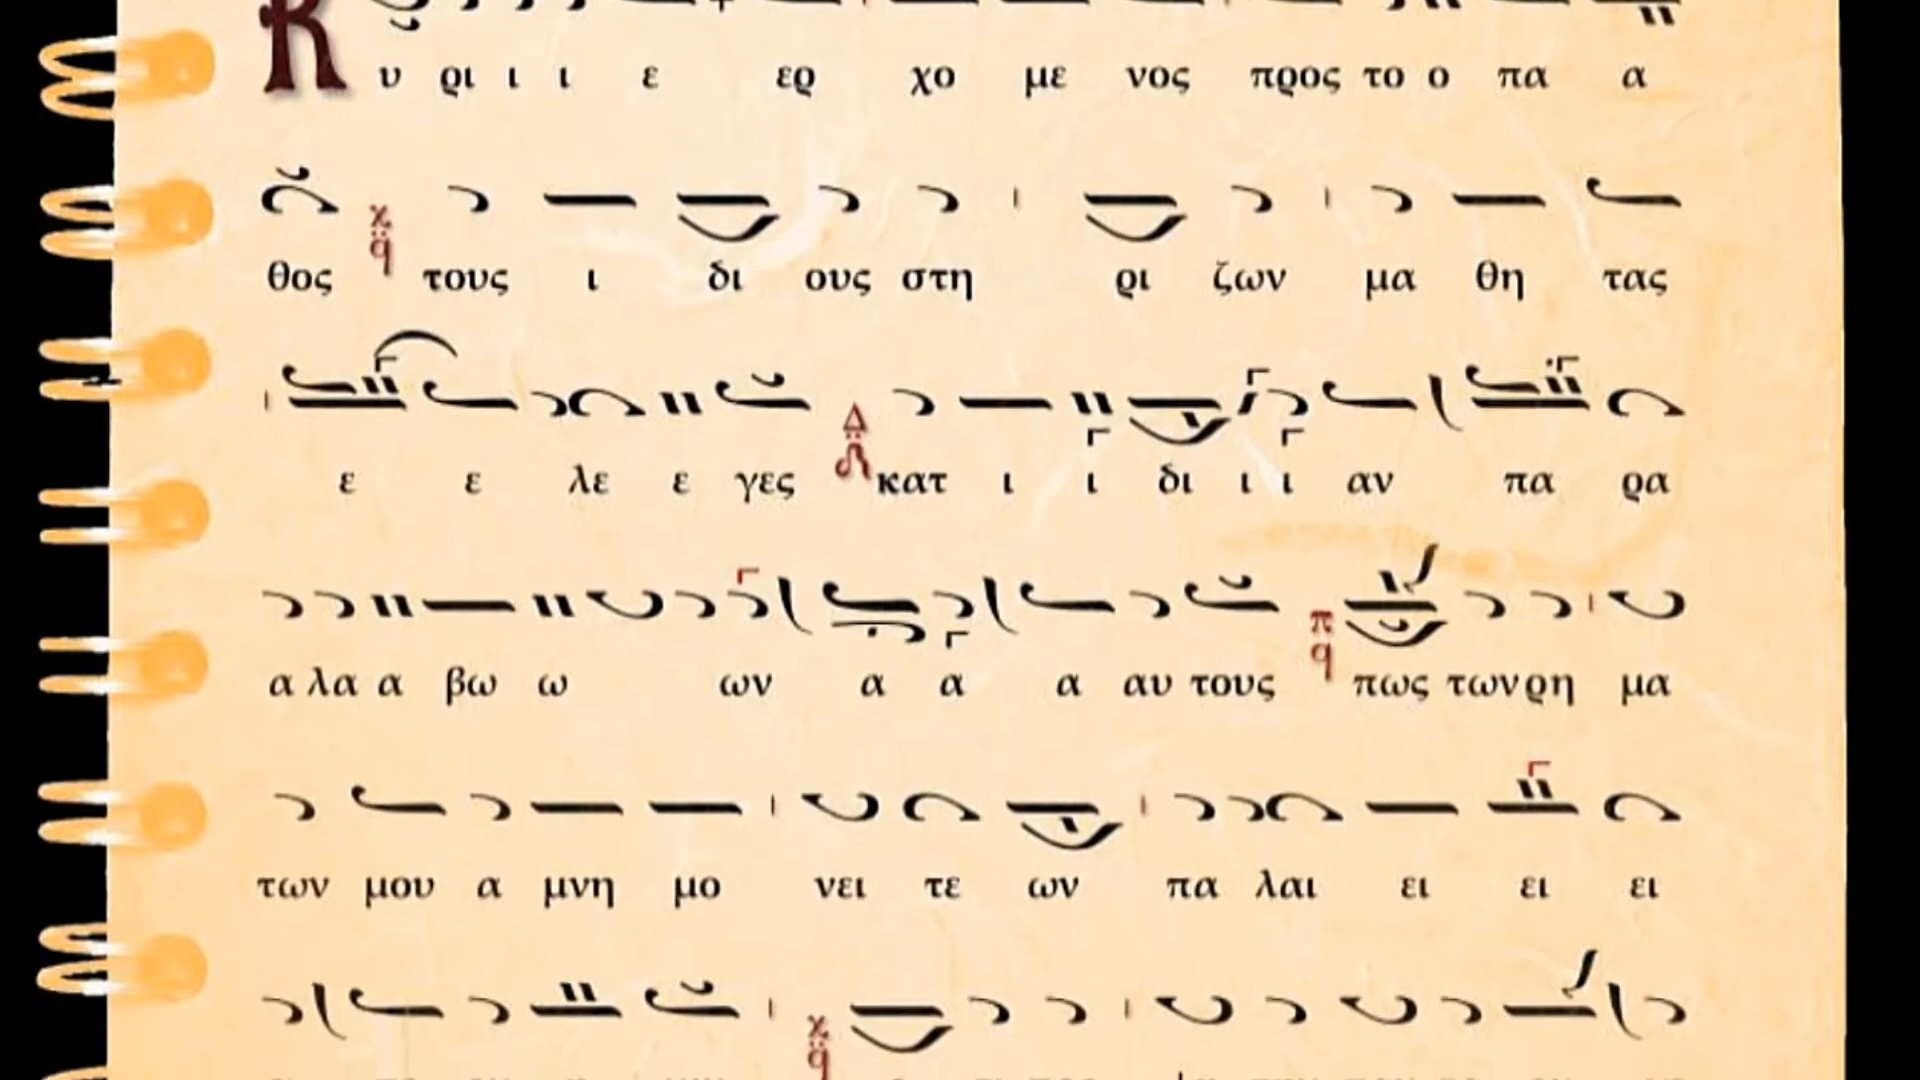 Κ υ ρι ι ι ε ερ χο με νος προς το ο πα α
θος τους ι δι ους στη ρι ζων μα θη τας
ε ε λε ε γες κατ ι ι δι ι ι αν πα ρα
α λα α βω ω ων α α α αυ τους πως των ρη μα
των μου α μνη μο νει τε ων πα λαι ει ει ει